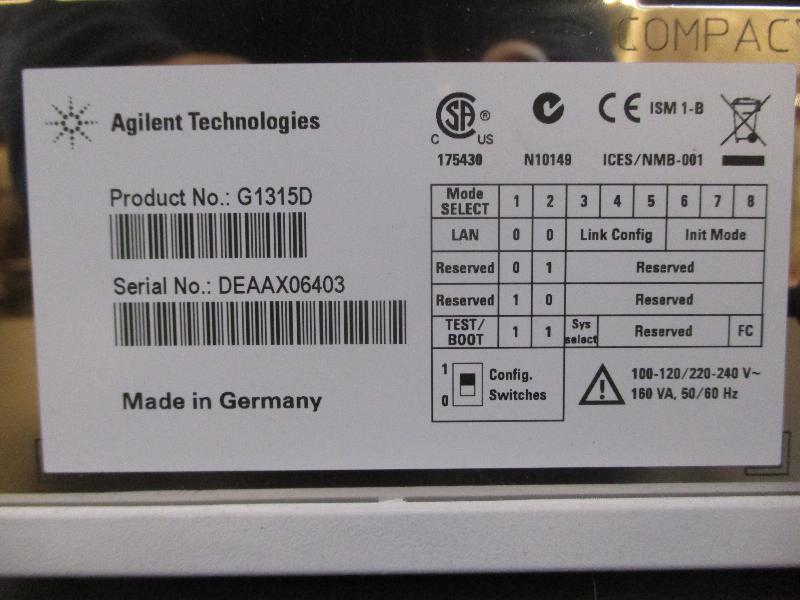 COMPAC
Agilent Technologies
Product No.: G1315D
Serial No.: DEAAX06403
Made in Germany
CSA ®
C US
175430
N10149
CE ISM 1-B
ICES/NMB-001
Mode SELECT 1 2 3 4 5 6 7 8
LAN 0 0 Link Config Init Mode
Reserved 0 1 Reserved
Reserved 1 0 Reserved
TEST/ BOOT 1 1 Sys select Reserved FC
1
0
Config.
Switches
100-120/220-240 V~
160 VA, 50/60 Hz